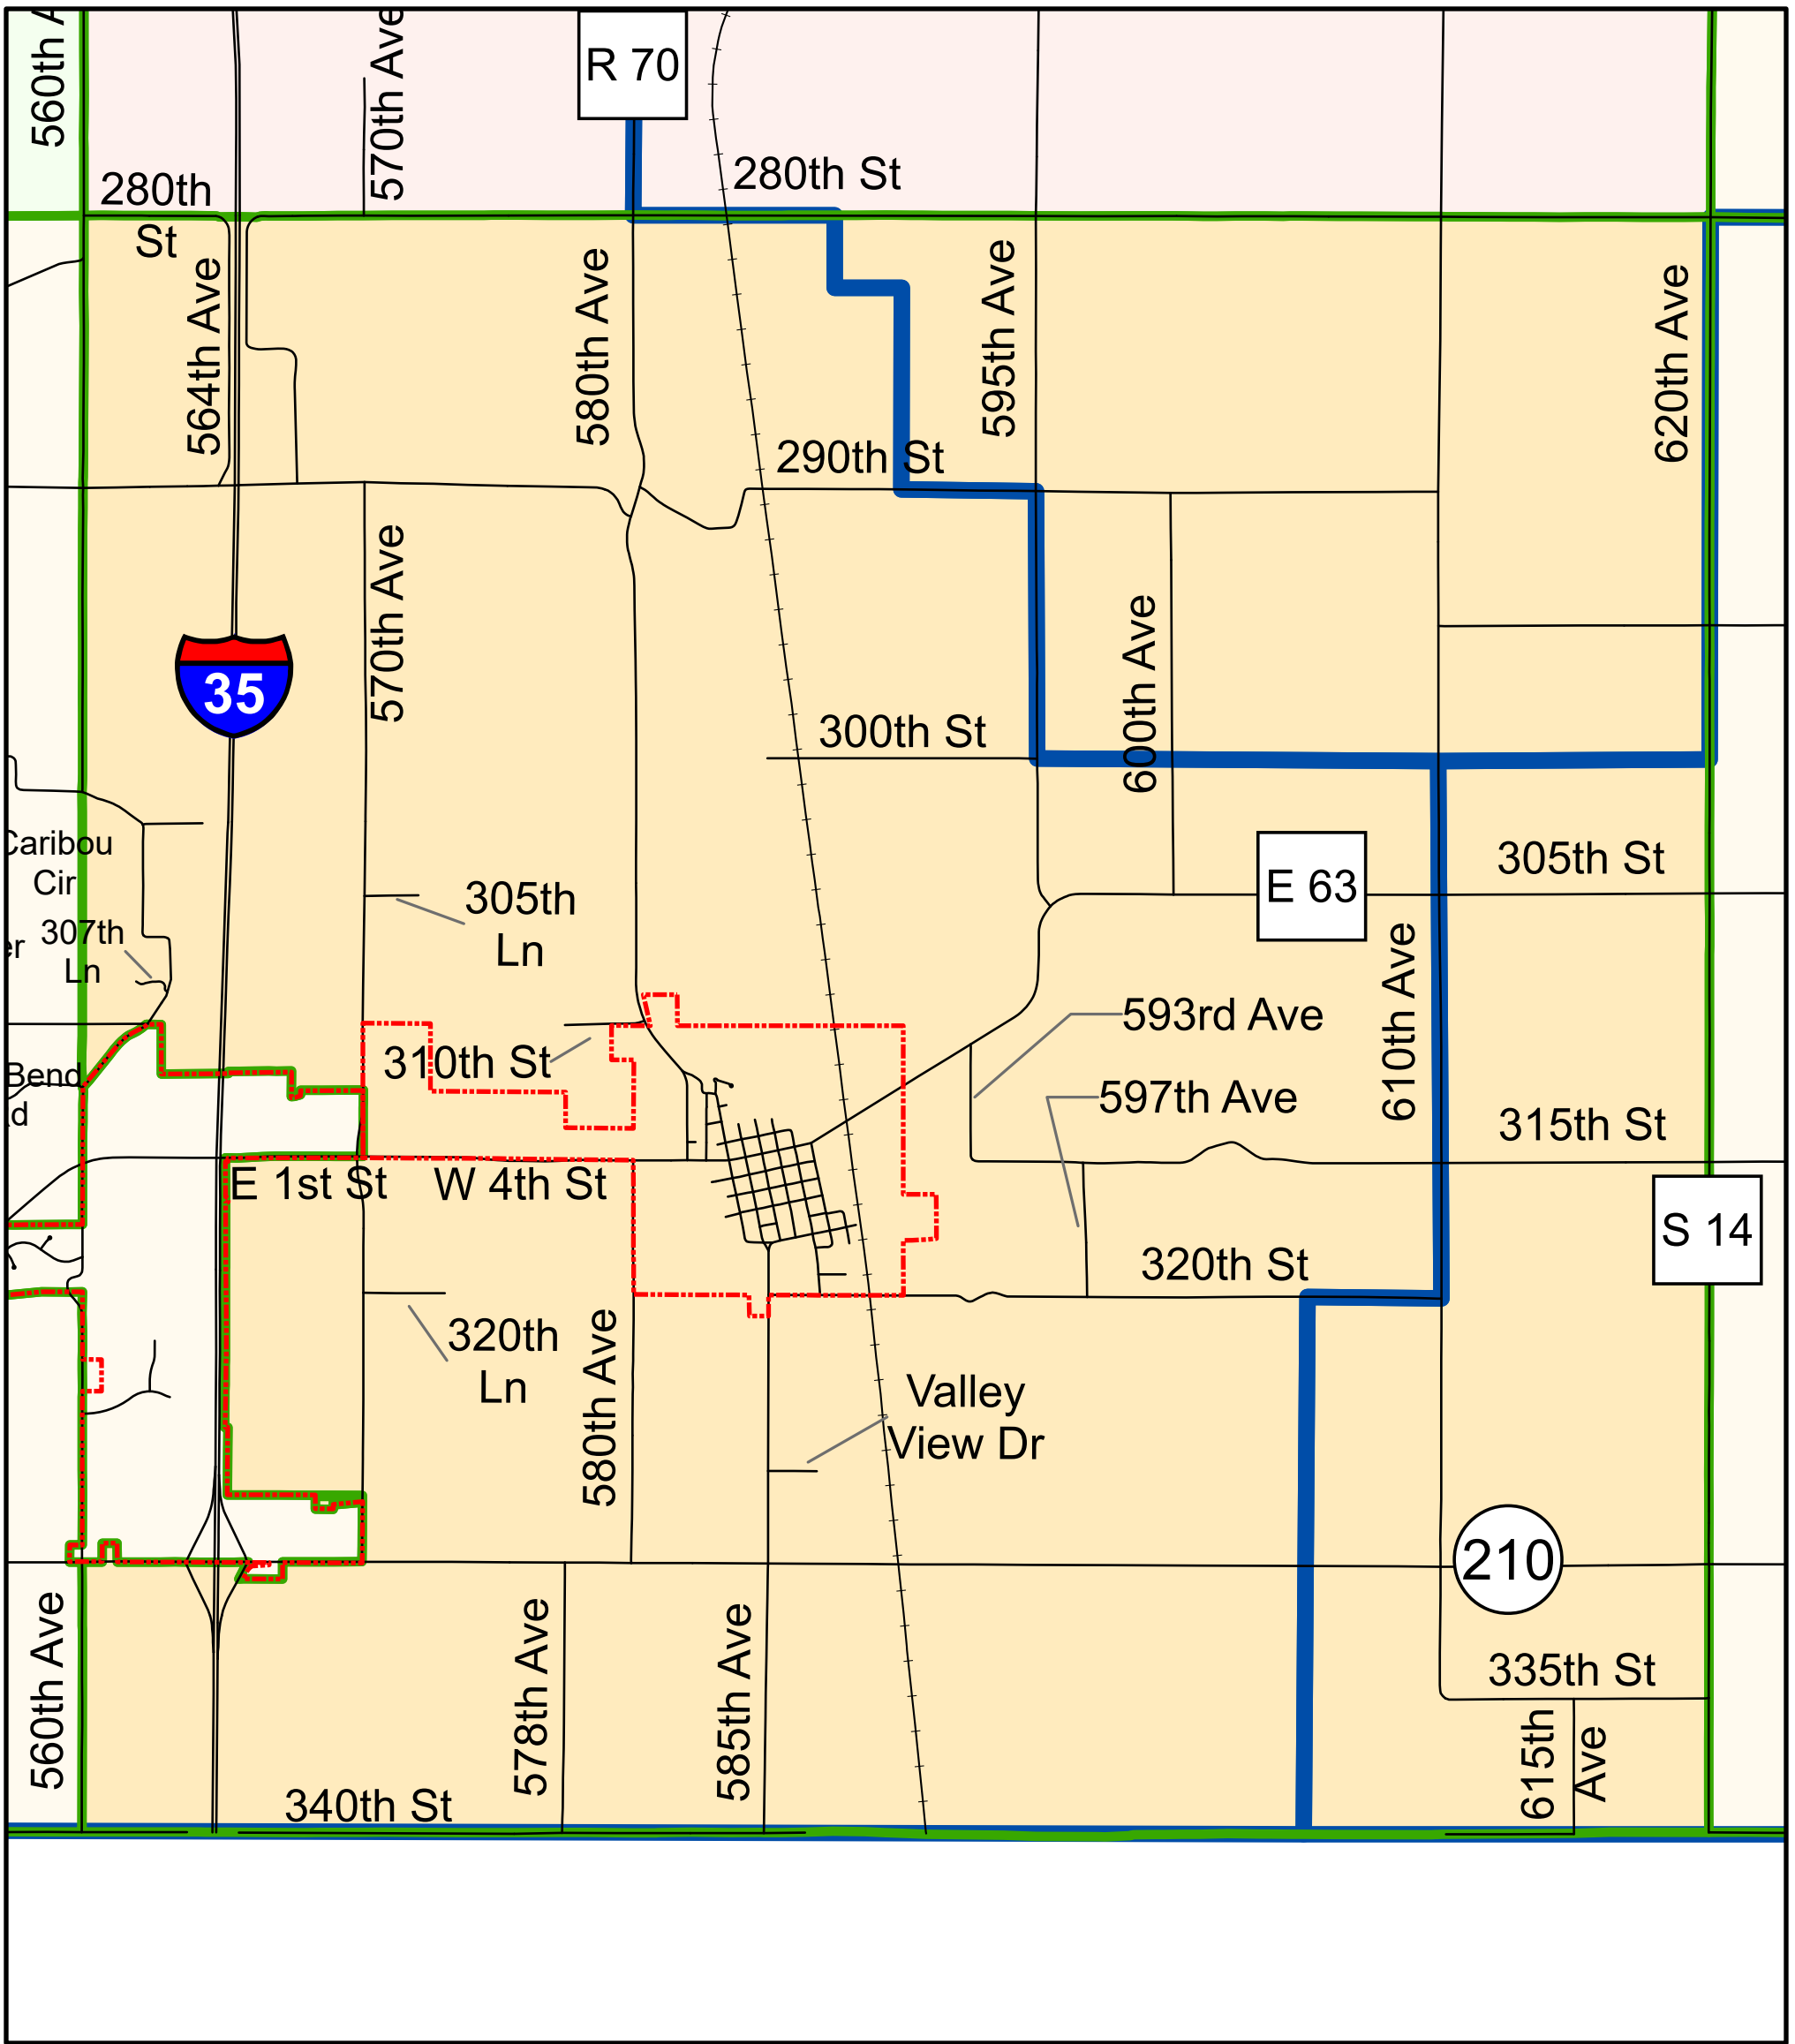 560th A
570th Ave
R 70
280th
St
280th St
564th Ave
580th Ave
595th Ave
620th Ave
290th St
570th Ave
35
600th Ave
300th St
Caribou
Cir
305th St
E 63
305th
Ln
307th
Ln
er
610th Ave
593rd Ave
310th St
Bend
d
597th Ave
315th St
E 1st St
W 4th St
S 14
320th St
320th
Ln
580th Ave
Valley
View Dr
210
560th Ave
578th Ave
585th Ave
335th St
615th
Ave
340th St